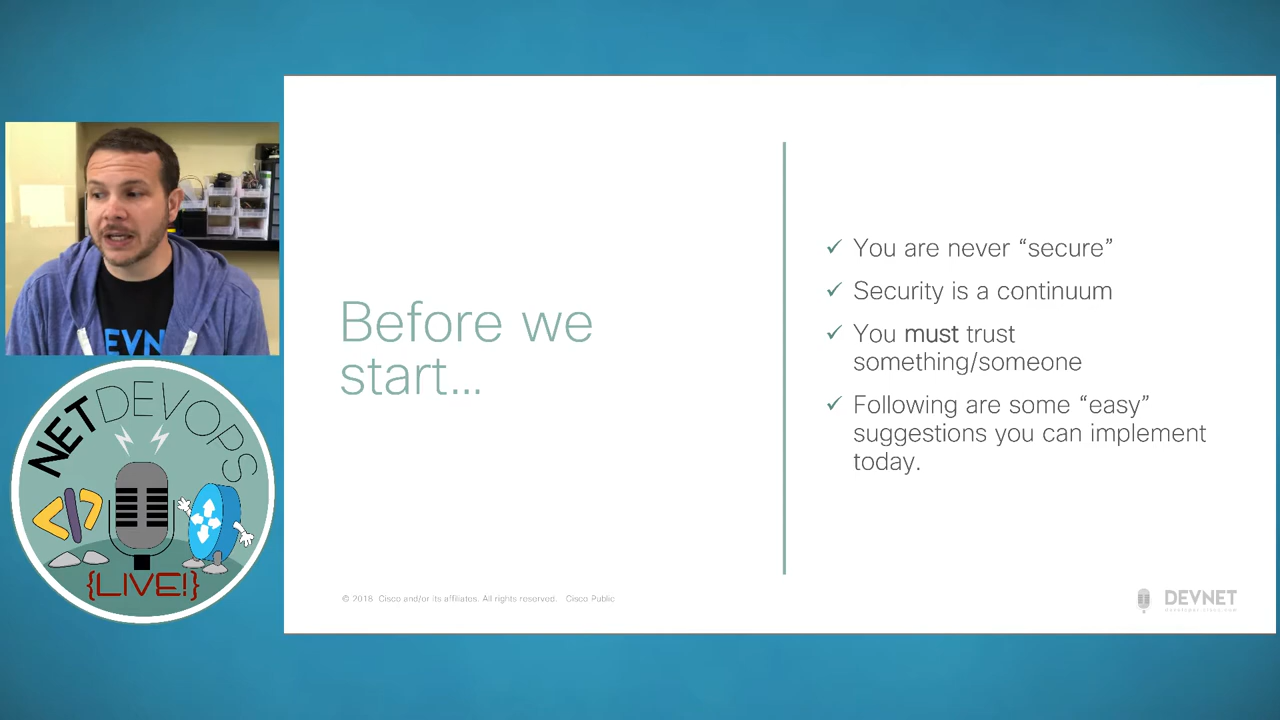 Before we
start...
You are never “secure”
Security is a continuum
You must trust
something/someone
Following are some “easy”
suggestions you can implement
today.
© 2018 Cisco and/or its affiliates. All rights reserved. Cisco Public
DEVNET
NETDEVOPS
</>
{LIVE!}
EVN